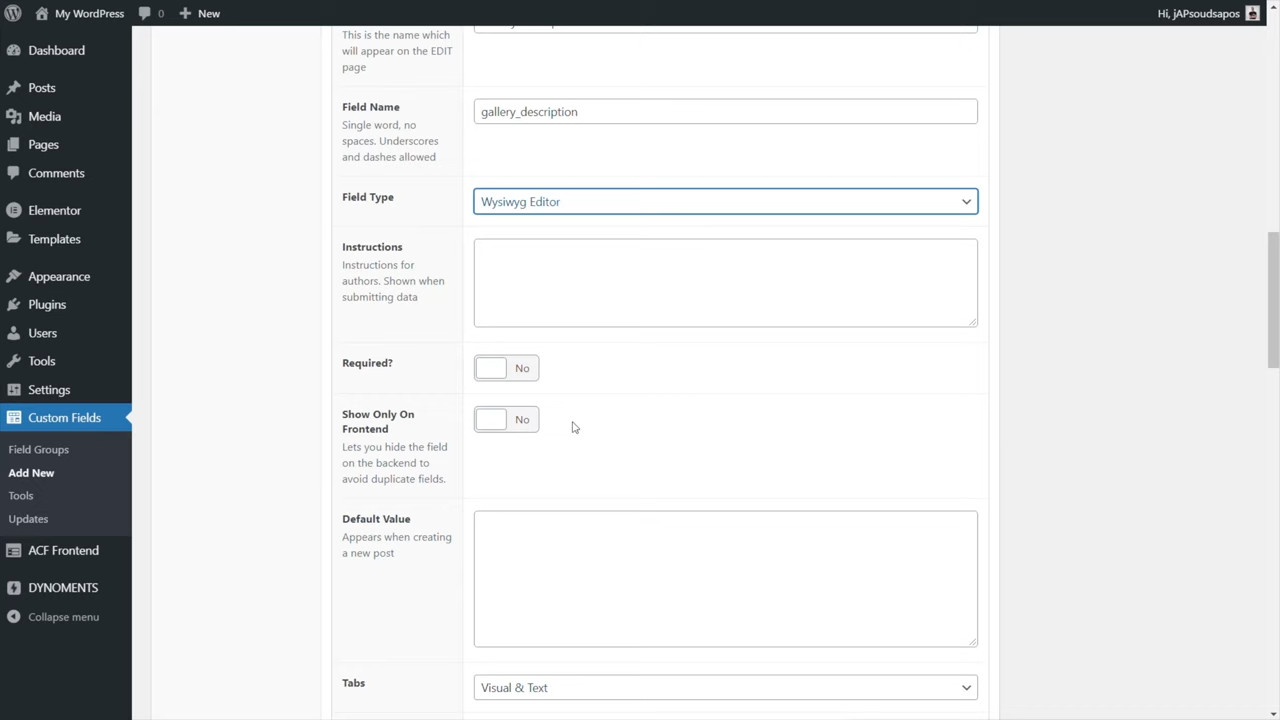 My WordPress
0
New
Hi, jAPsoudsapos
Dashboard
Posts
Media
Pages
Comments
Elementor
Templates
Appearance
Plugins
Users
Tools
Settings
Custom Fields
Field Groups
Add New
Tools
Updates
ACF Frontend
DYNOMENTS
Collapse menu
This is the name which
will appear on the EDIT
page
Field Name
Single word, no
spaces. Underscores
and dashes allowed
gallery_description
Field Type
Wysiwyg Editor
Instructions
Instructions for
authors. Shown when
submitting data
Required?
No
Show Only On
Frontend
Lets you hide the field
on the backend to
avoid duplicate fields.
No
Default Value
Appears when creating
a new post
Tabs
Visual & Text